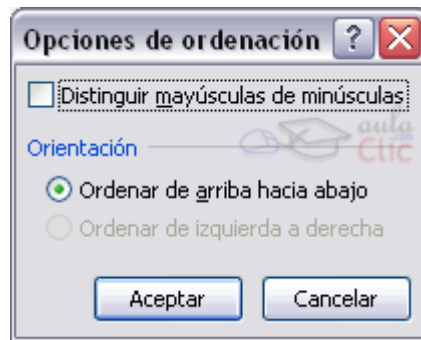 Opciones de ordenación ?
Distinguir mayúsculas de minúsculas
aula
Clic
Orientación
Ordenar de arriba hacia abajo
Ordenar de izquierda a derecha
Aceptar Cancelar